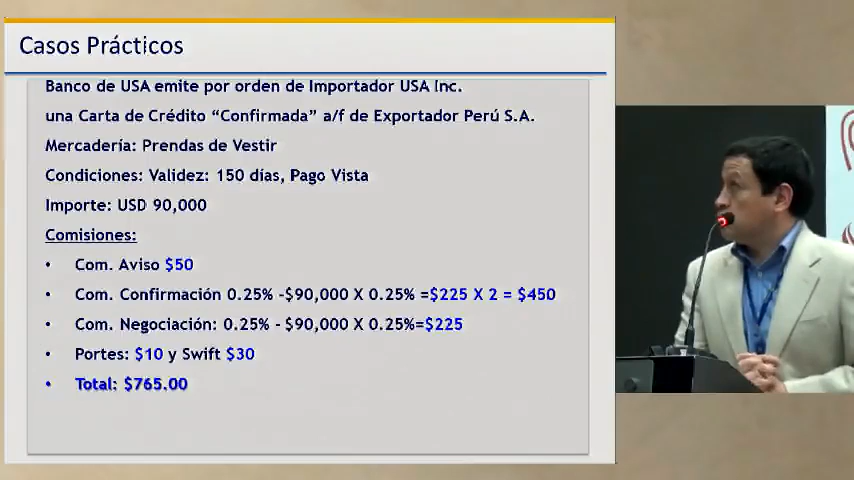 Casos Prácticos
Banco de USA emite por orden de Importador USA Inc.
una Carta de Crédito “Confirmada” a/f de Exportador Perú S.A.
Mercadería: Prendas de Vestir
Condiciones: Validez: 150 días, Pago Vista
Importe: USD 90,000
Comisiones:
• Com. Aviso $50
• Com. Confirmación 0.25% -$90,000 X 0.25% =$225 X 2 = $450
• Com. Negociación: 0.25% - $90,000 X 0.25%=$225
• Portes: $10 y Swift $30
• Total: $765.00